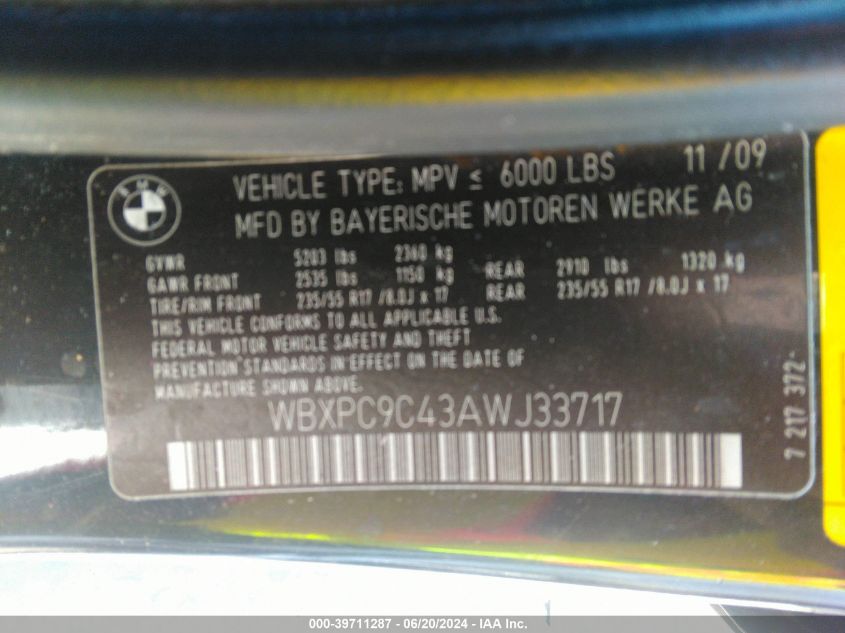 BMW
VEHICLE TYPE: MPV ≤ 6000 LBS 11 /09
MFD BY BAYERISCHE MOTOREN WERKE AG
GVWR 5203 lbs 2360 kg
GAWR FRONT 2535 lbs 1150 kg REAR 2910 lbs 1320 kg
TIRE/RIM FRONT 235/55 R17 /8.0J x 17 REAR 235/55 R17 /8.0J x 17
THIS VEHICLE CONFORMS TO ALL APPLICABLE U.S.
FEDERAL MOTOR VEHICLE SAFETY AND THEFT
PREVENTION STANDARDS IN EFFECT ON THE DATE OF
MANUFACTURE SHOWN ABOVE.
WBXPC9C43AWJ33717
7 217 372-
000-39711287 - 06/20/2024 - IAA Inc.